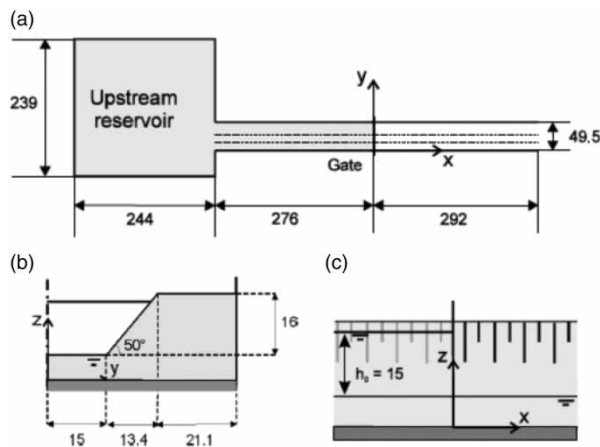 (a)
y
239
Upstream
reservoir
49,5
Gate
x
244
276
292
(b)
(c)
z
50°
16
y
h₀ = 15
z
x
15
13.4
21.1